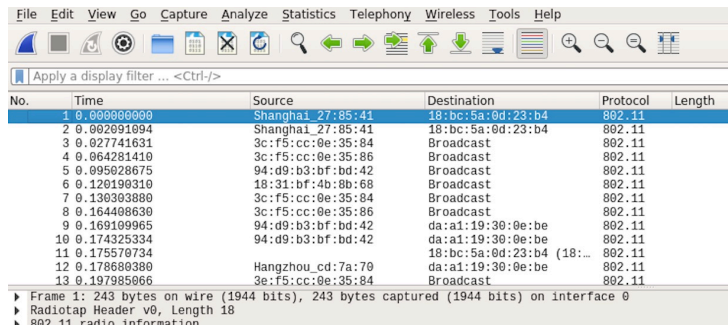 File Edit View Go Capture Analyze Statistics Telephony Wireless Tools Help
Apply a display filter ... <Ctrl-/>
No. Time Source Destination Protocol Length
1 0.000000000 Shanghai_27:85:41 18:bc:5a:0d:23:b4 802.11
2 0.002091094 Shanghai_27:85:41 18:bc:5a:0d:23:b4 802.11
3 0.027741631 3c:f5:cc:0e:35:84 Broadcast 802.11
4 0.064281410 3c:f5:cc:0e:35:86 Broadcast 802.11
5 0.095028675 94:d9:b3:bf:bd:42 Broadcast 802.11
6 0.120190310 18:31:bf:4b:8b:68 Broadcast 802.11
7 0.130303880 3c:f5:cc:0e:35:84 Broadcast 802.11
8 0.164408630 3c:f5:cc:0e:35:86 Broadcast 802.11
9 0.169109965 94:d9:b3:bf:bd:42 da:a1:19:30:0e:be 802.11
10 0.174325334 94:d9:b3:bf:bd:42 da:a1:19:30:0e:be 802.11
11 0.175570734 18:bc:5a:0d:23:b4 (18:… 802.11
12 0.178680380 Hangzhou_cd:7a:70 da:a1:19:30:0e:be 802.11
13 0.197985066 3e:f5:cc:0e:35:84 Broadcast 802.11
Frame 1: 243 bytes on wire (1944 bits), 243 bytes captured (1944 bits) on interface 0
Radiotap Header v0, Length 18
802.11 radio information